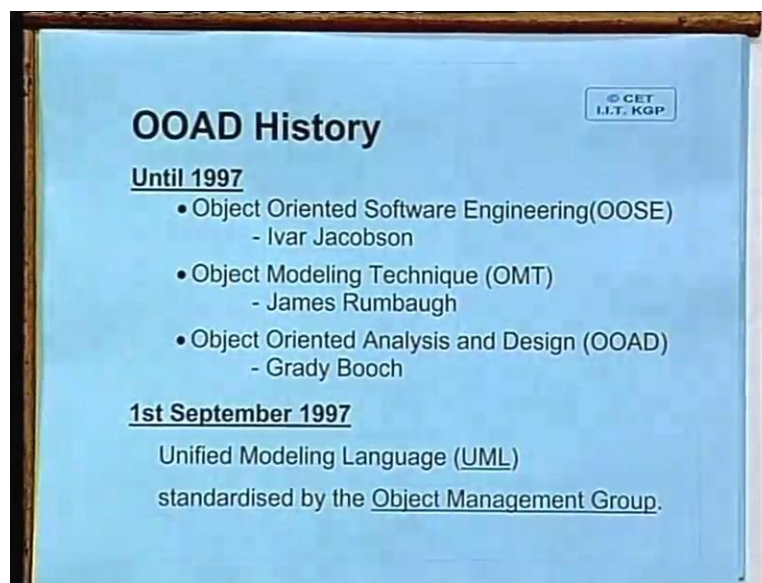 © CET
I.I.T. KGP
OOAD History
Until 1997
• Object Oriented Software Engineering(OOSE)
- Ivar Jacobson
• Object Modeling Technique (OMT)
- James Rumbaugh
• Object Oriented Analysis and Design (OOAD)
- Grady Booch
1st September 1997
Unified Modeling Language (UML)
standardised by the Object Management Group.